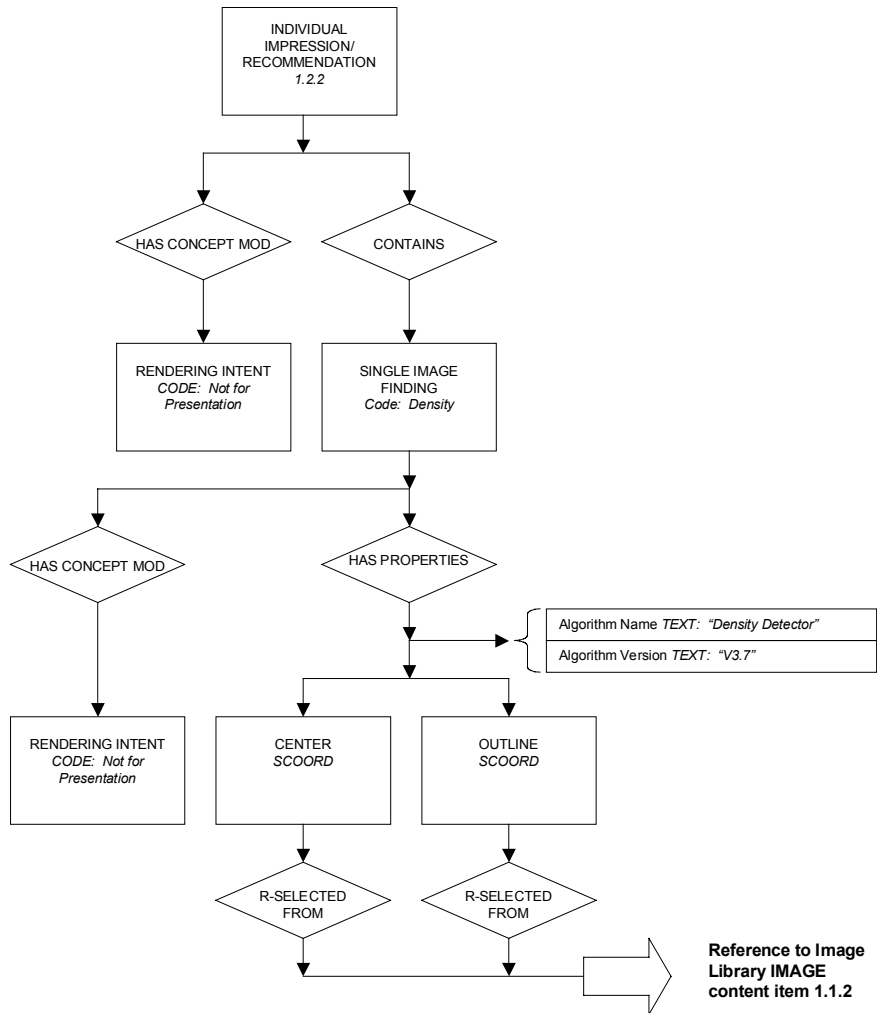 INDIVIDUAL
IMPRESSION/
RECOMMENDATION
1.2.2
HAS CONCEPT MOD
CONTAINS
RENDERING INTENT
CODE: Not for
Presentation
SINGLE IMAGE
FINDING
Code: Density
HAS CONCEPT MOD
HAS PROPERTIES
Algorithm Name TEXT: “Density Detector”
Algorithm Version TEXT: “V3.7”
RENDERING INTENT
CODE: Not for
Presentation
CENTER
SCOORD
OUTLINE
SCOORD
R-SELECTED
FROM
R-SELECTED
FROM
Reference to Image
Library IMAGE
content item 1.1.2